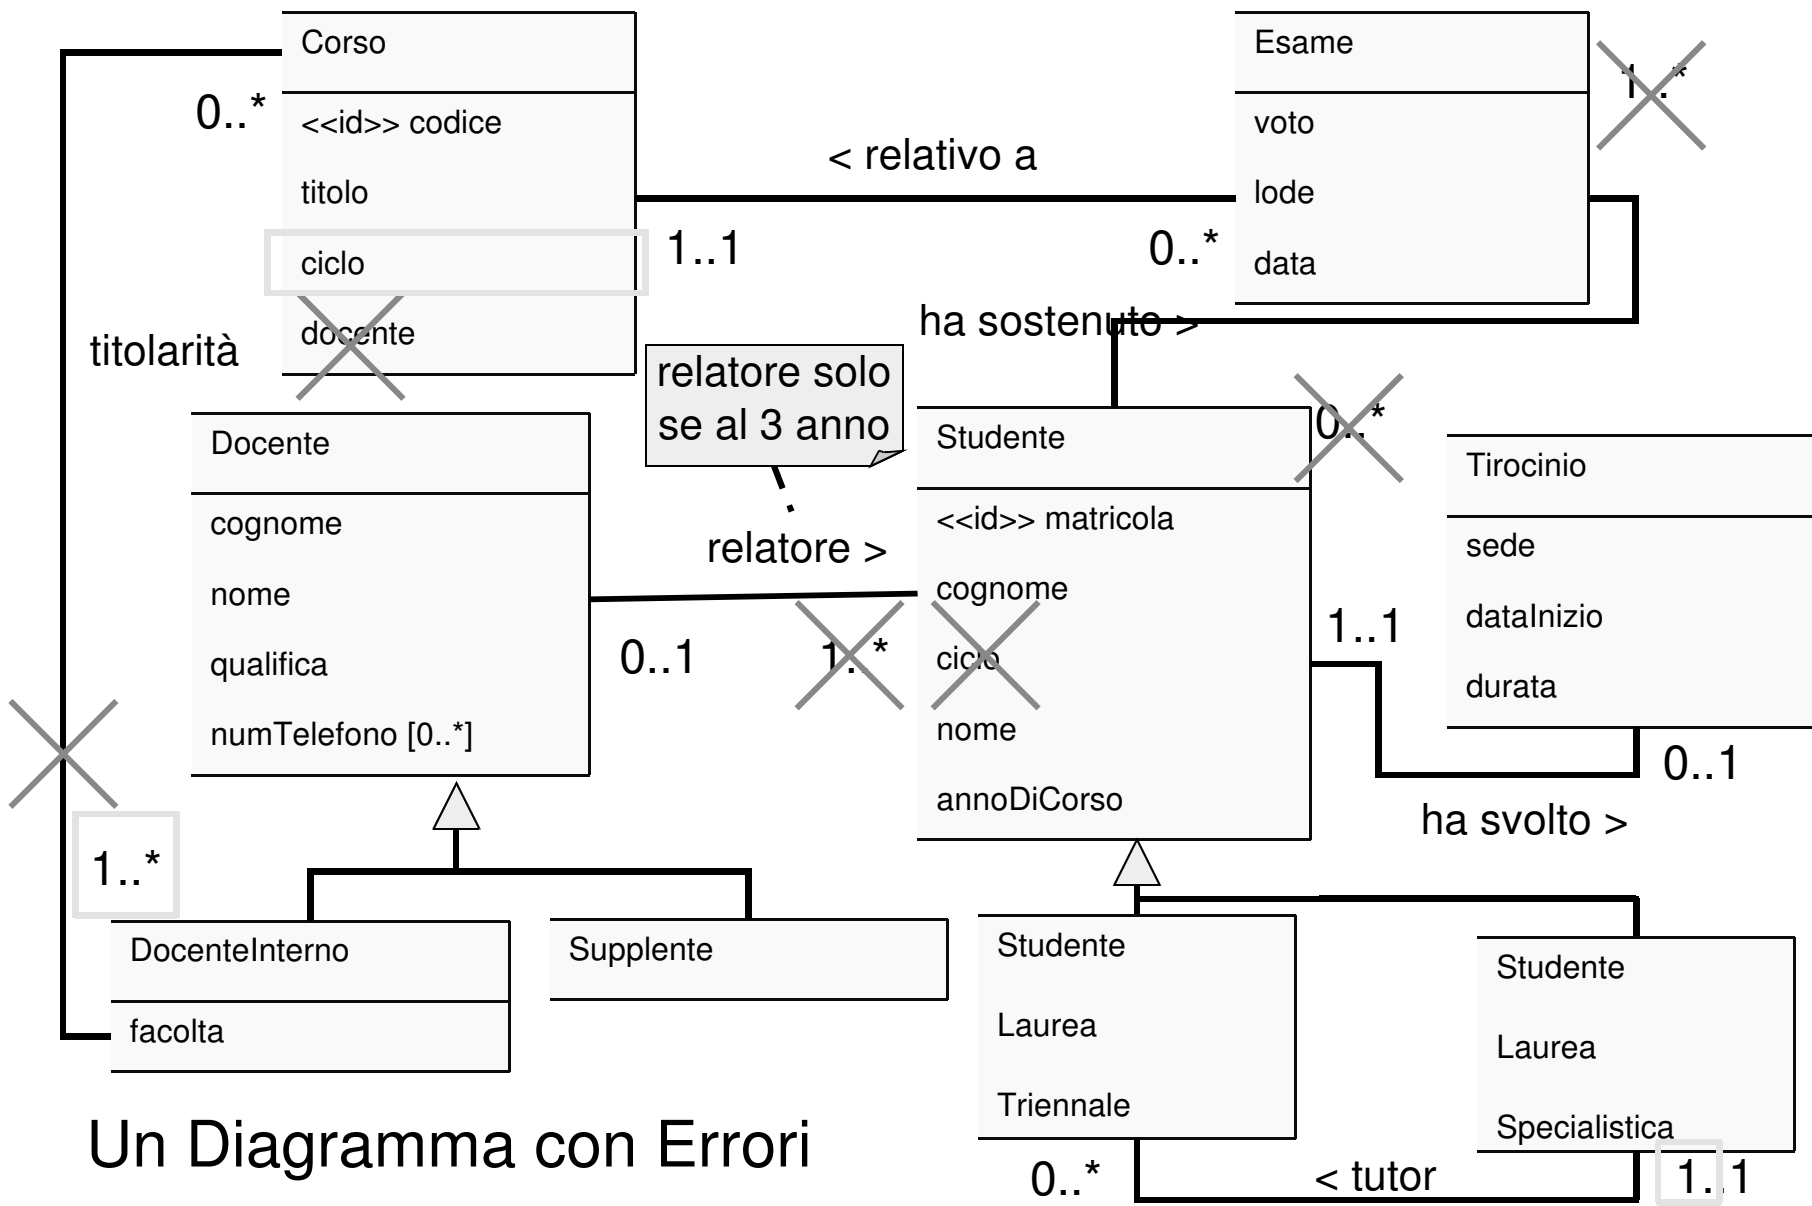 Corso
0..*
<<id>> codice
titolo
ciclo
docente
Esame
1..*
voto
lode
data
< relativo a
1..1
0..*
ha sostenuto >
titolarità
relatore solo
se al 3 anno
Docente
cognome
nome
qualifica
numTelefono [0..*]
relatore >
0..1
1..*
Studente
0..*
<<id>> matricola
cognome
ciclo
nome
annoDiCorso
Tirocinio
sede
dataInizio
durata
1..1
0..1
ha svolto >
1..*
DocenteInterno
facolta
Supplente
Studente
Laurea
Triennale
Studente
Laurea
Specialistica
Un Diagramma con Errori
0..*
< tutor
1..1